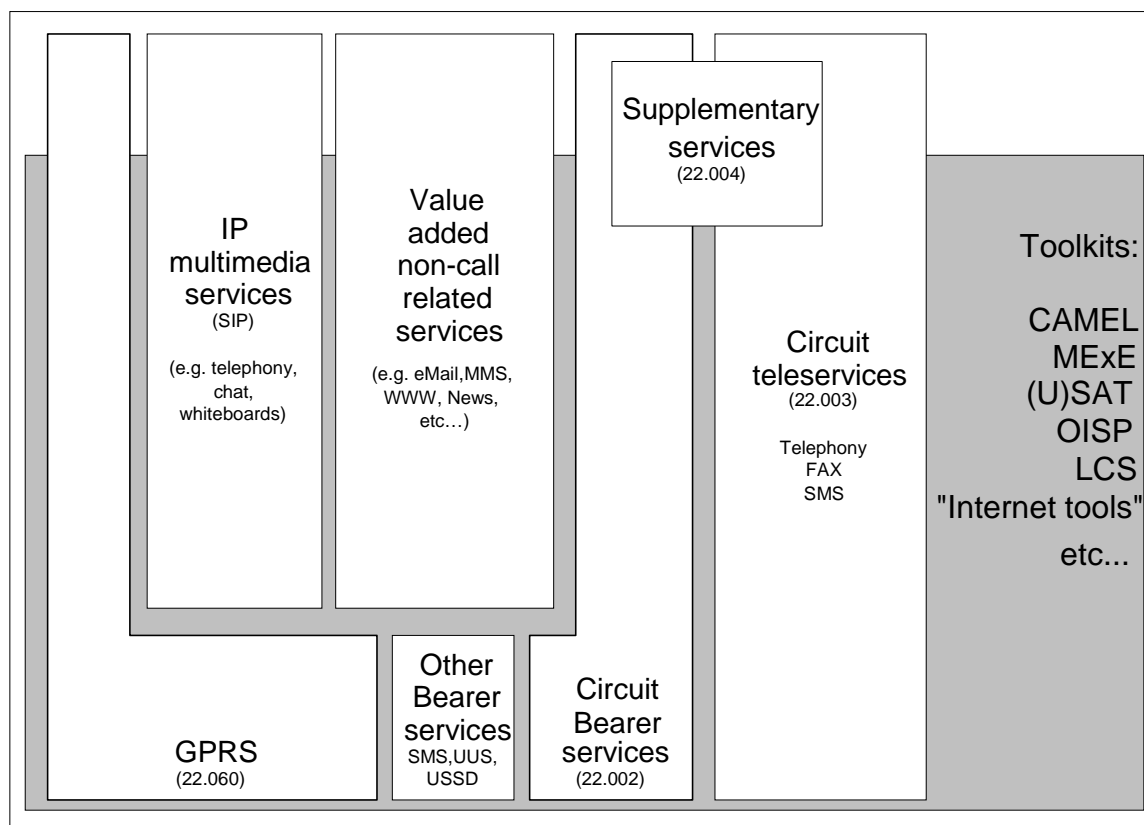 Supplementary
services
(22.004)
IP
multimedia
services
(SIP)
(e.g. telephony,
chat,
whiteboards)
Value
added
non-call
related
services
(e.g. eMail,MMS,
WWW, News,
etc…)
Circuit
teleservices
(22.003)
Telephony
FAX
SMS
Toolkits:
CAMEL
MExE
(U)SAT
OISP
LCS
"Internet tools"
etc...
GPRS
(22.060)
Other
Bearer
services
SMS,UUS,
USSD
Circuit
Bearer
services
(22.002)